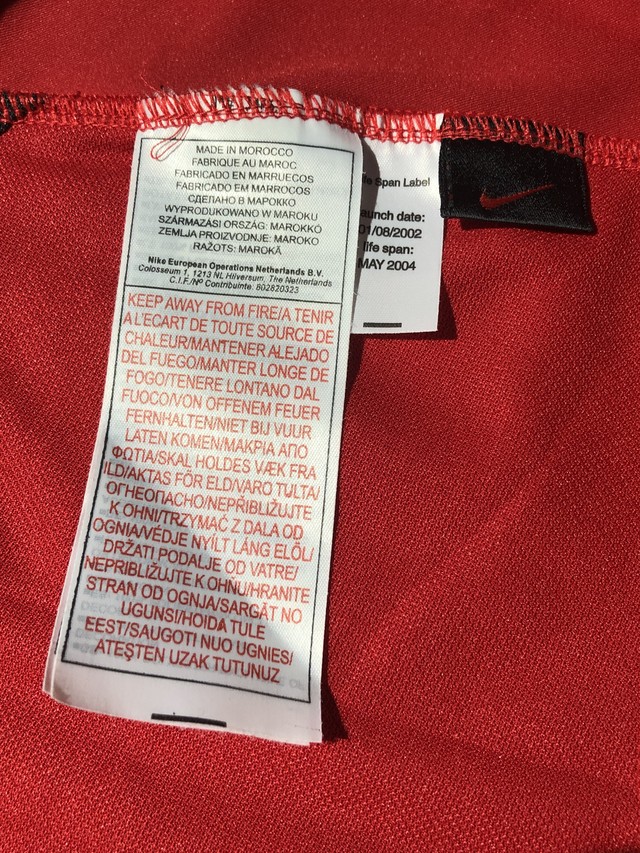 MADE IN MOROCCO
FABRIQUE AU MAROC
FABRICADO EN MARRUECOS
FABRICADO EM MARROCOS
СДЕЛАНО В МАРОККО
WYPRODUKOWANO W MAROKU
SZÁRMAZÁSI ORSZÁG: MAROKKÓ
ZEMLJA PROIZVODNJE: MAROKO
RAŽOTS: MAROKĀ
Nike European Operations Netherlands B.V.
Colosseum 1, 1213 NL Hilversum, The Netherlands
C.I.F./Nº Contribuinte: 802820323
KEEP AWAY FROM FIRE/A TENIR
A L'ECART DE TOUTE SOURCE DE
CHALEUR/MANTENER ALEJADO
DEL FUEGO/MANTER LONGE DE
FOGO/TENERE LONTANO DAL
FUOCO/VON OFFENEM FEUER
FERNHALTEN/NIET BIJ VUUR
LATEN KOMEN/ΜΑΚΡΙΑ ΑΠΟ
ΦΩΤΙΑ/SKAL HOLDES VÆK FRA
ILD/AKTAS FÖR ELD/VARO TULTA/
ОГНЕОПАСНО/NEPŘIBLIŽUJTE
K OHNI/TRZYMAĆ Z DALA OD
OGNIA/VÉDJE NYÍLT LÁNG ELŐL/
DRŽATI PODALJE OD VATRE/
NEPRIBLIŽUJTE K OHŇU/HRANITE
STRAN OD OGNJA/SARGĀT NO
UGUNSI/HOIDA TULE
EEST/SAUGOTI NUO UGNIES/
ATEŞTEN UZAK TUTUNUZ
Span Label
launch date:
01/08/2002
life span:
MAY 2004